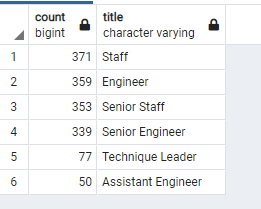 count title
bigint character varying
1 371 Staff
2 359 Engineer
3 353 Senior Staff
4 339 Senior Engineer
5 77 Technique Leader
6 50 Assistant Engineer